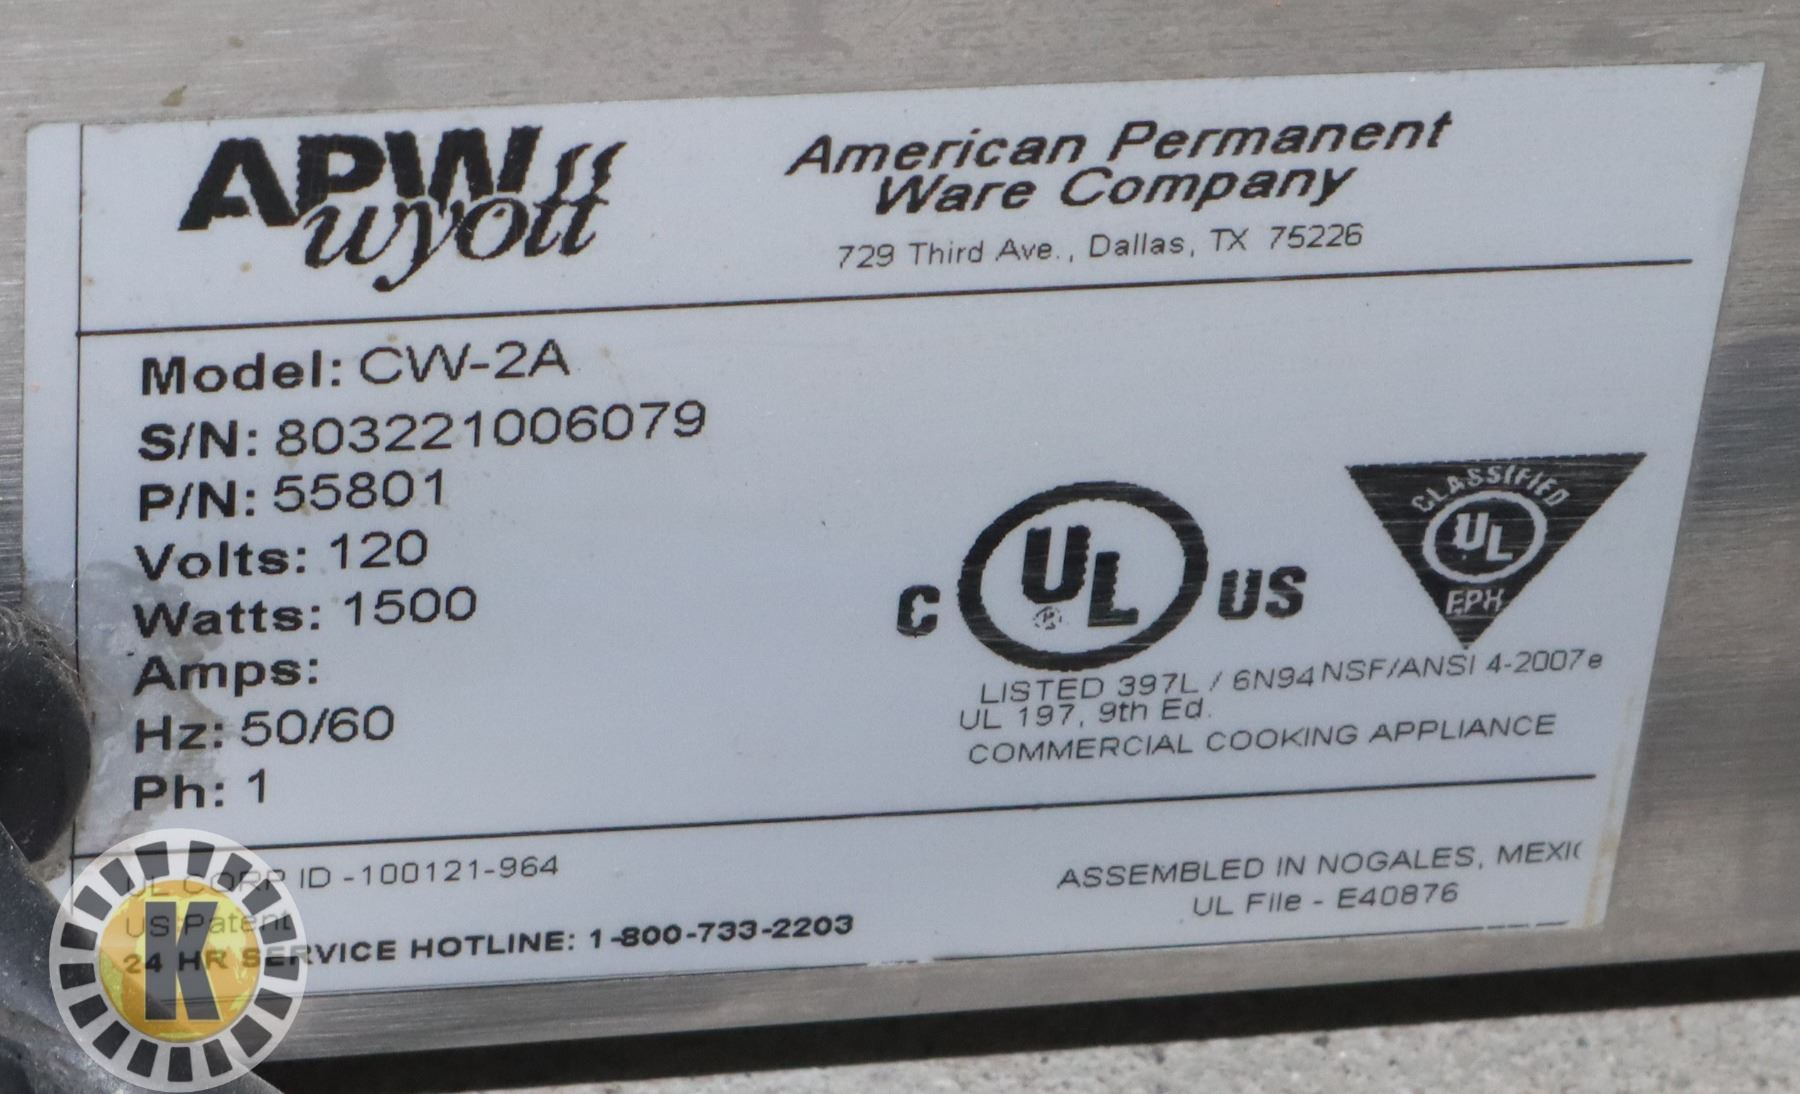 APW
wyott
American Permanent
Ware Company
729 Third Ave., Dallas, TX 75226
Model: CW-2A
S/N: 803221006079
P/N: 55801
Volts: 120
Watts: 1500
Amps:
Hz: 50/60
Ph: 1
C UL US
CLASSIFIED
UL
EPH
LISTED 397L / 6N94 NSF/ANSI 4-2007e
UL 197, 9th Ed.
COMMERCIAL COOKING APPLIANCE
UL CORP ID -100121-964
US Patent
24 HR SERVICE HOTLINE: 1-800-733-2203
ASSEMBLED IN NOGALES, MEXIC
UL File - E40876
K